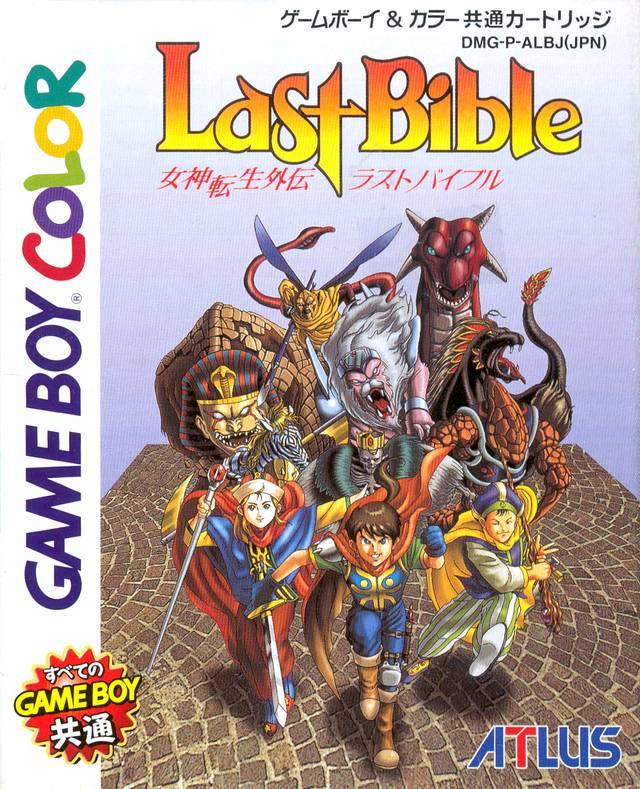 ゲームボーイ & カラー共通カートリッジ
DMG-P-ALBJ(JPN)
Last Bible
女神転生外伝 ラストバイブル
GAME BOY® COLOR
すべての
GAME BOY
共通
ATLUS